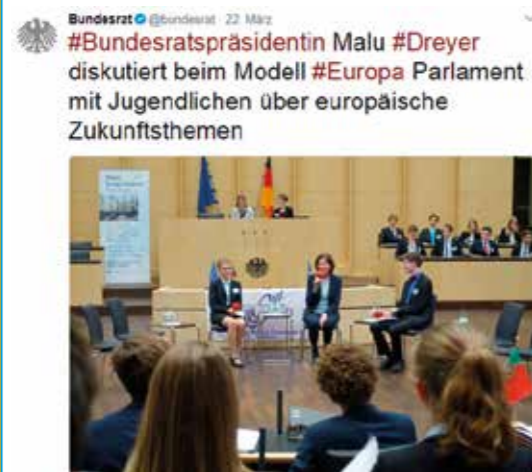 Bundesrat @bundesrat · 22. März
#Bundesratspräsidentin Malu #Dreyer
diskutiert beim Modell #Europa Parlament
mit Jugendlichen über europäische
Zukunftsthemen